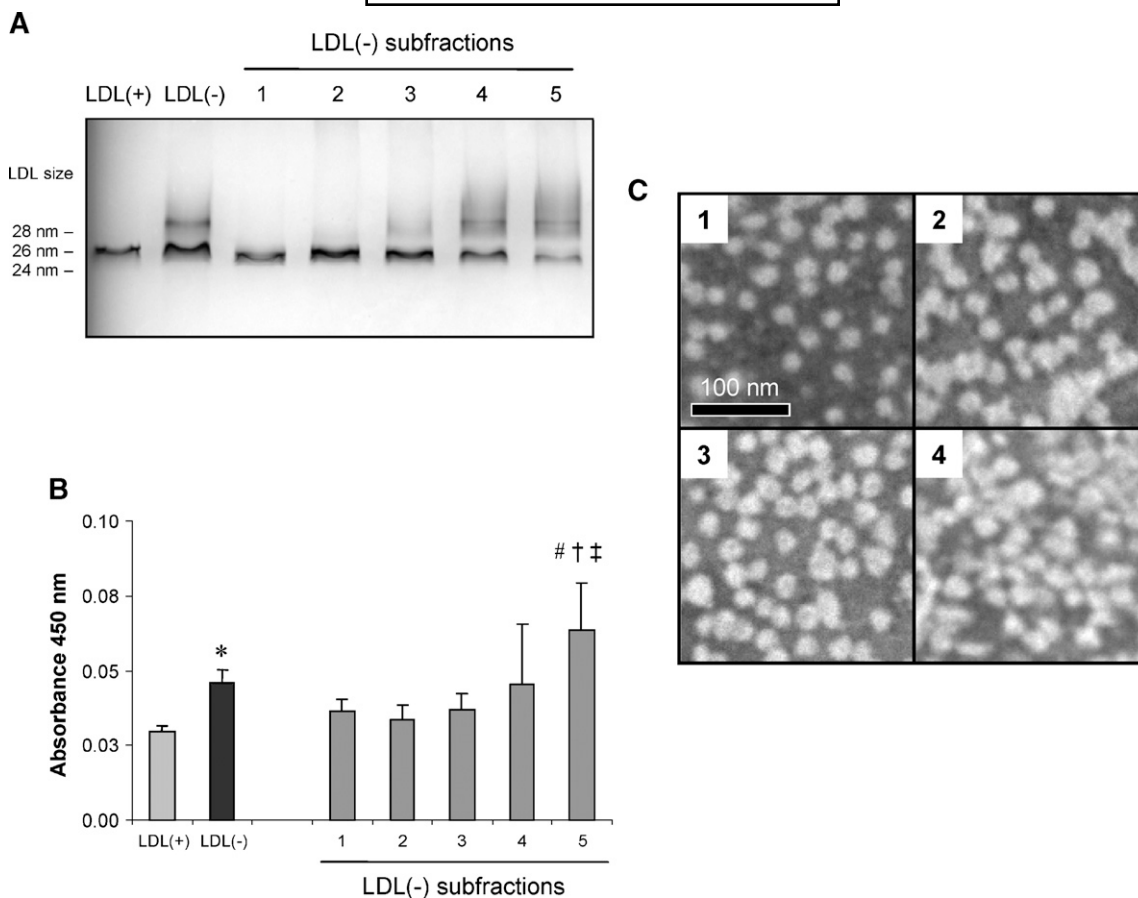 A
LDL(-) subfractions
LDL(+) LDL(-) 1 2 3 4 5
LDL size
28 nm –
26 nm –
24 nm –
C
1
2
100 nm
3
4
B
# † ‡
*
Absorbance 450 nm
0.10
0.08
0.05
0.03
0.00
LDL(+) LDL(-) 1 2 3 4 5
LDL(-) subfractions